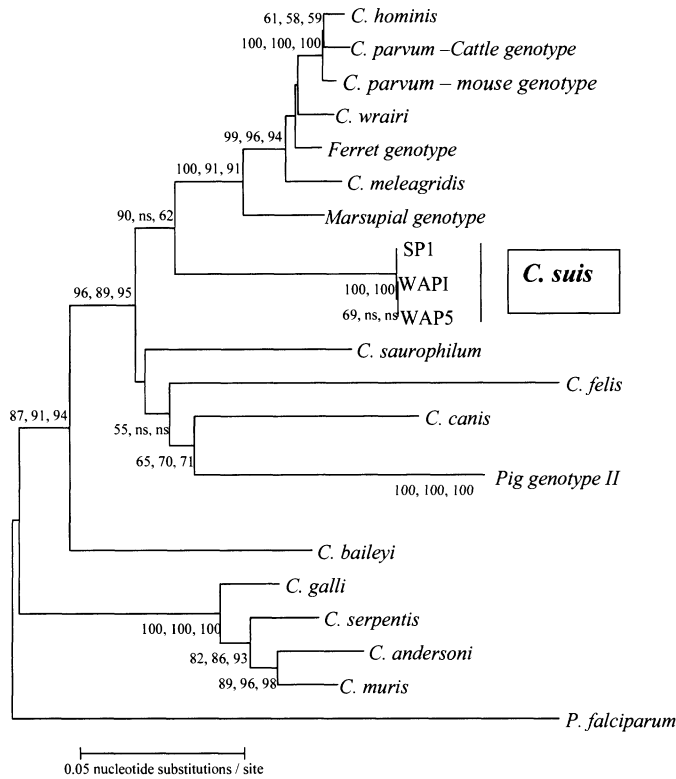 61, 58, 59
C. hominis
100, 100, 100
C. parvum –Cattle genotype
C. parvum – mouse genotype
C. wrairi
99, 96, 94
Ferret genotype
100, 91, 91
C. meleagridis
90, ns, 62
Marsupial genotype
SP1
96, 89, 95
100, 100
WAPI
C. suis
69, ns, ns
WAP5
C. saurophilum
C. felis
87, 91, 94
C. canis
55, ns, ns
65, 70, 71
Pig genotype II
100, 100, 100
C. baileyi
C. galli
C. serpentis
100, 100, 100
82, 86, 93
C. andersoni
89, 96, 98
C. muris
P. falciparum
0.05 nucleotide substitutions / site